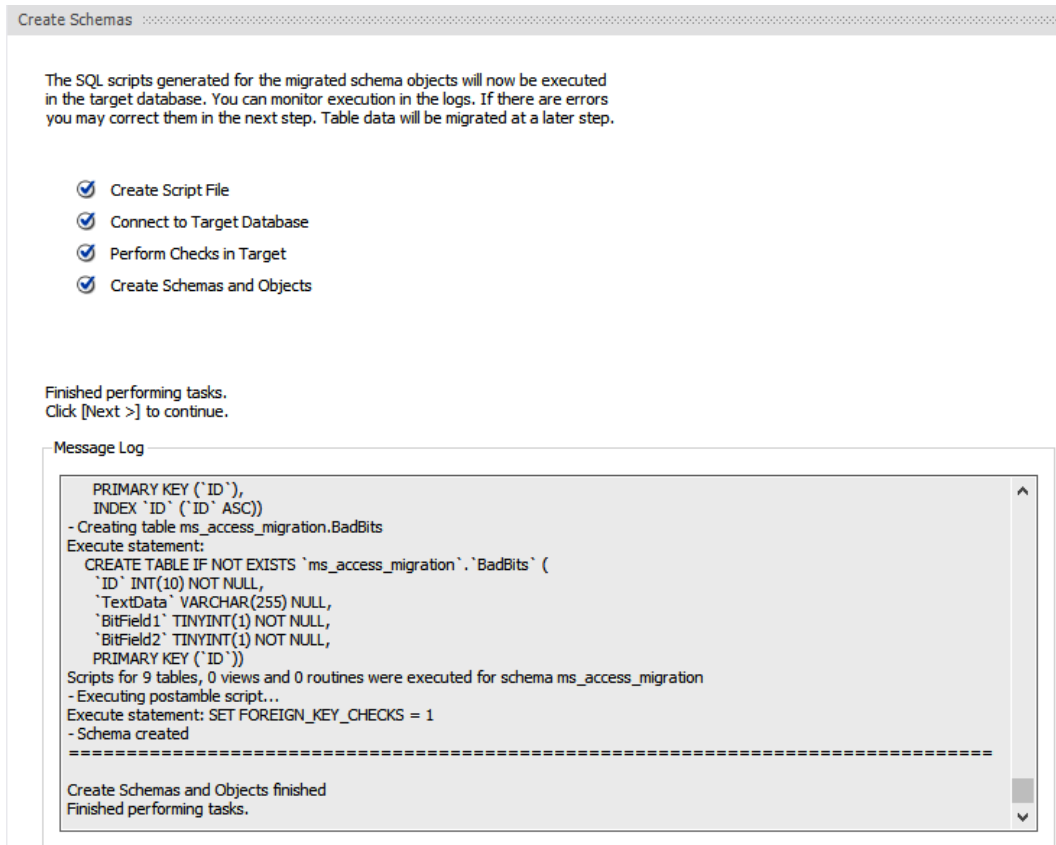 Create Schemas
The SQL scripts generated for the migrated schema objects will now be executed
in the target database. You can monitor execution in the logs. If there are errors
you may correct them in the next step. Table data will be migrated at a later step.
Create Script File
Connect to Target Database
Perform Checks in Target
Create Schemas and Objects
Finished performing tasks.
Click [Next >] to continue.
Message Log
PRIMARY KEY (`ID`),
INDEX `ID` (`ID` ASC))
- Creating table ms_access_migration.BadBits
Execute statement:
CREATE TABLE IF NOT EXISTS `ms_access_migration`.`BadBits` (
`ID` INT(10) NOT NULL,
`TextData` VARCHAR(255) NULL,
`BitField1` TINYINT(1) NOT NULL,
`BitField2` TINYINT(1) NOT NULL,
PRIMARY KEY (`ID`))
Scripts for 9 tables, 0 views and 0 routines were executed for schema ms_access_migration
- Executing postamble script...
Execute statement: SET FOREIGN_KEY_CHECKS = 1
- Schema created
================================================================================
Create Schemas and Objects finished
Finished performing tasks.